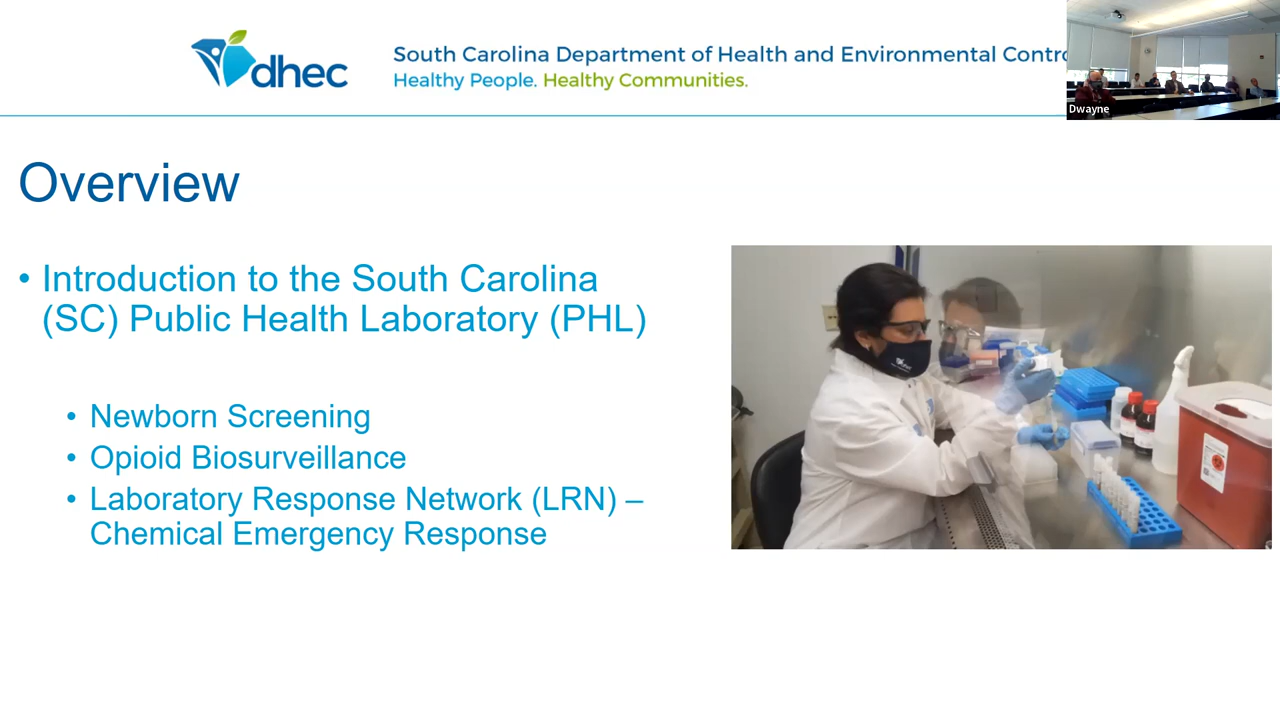 dhec
South Carolina Department of Health and Environmental Contro
Healthy People. Healthy Communities.
Dwayne
Overview
• Introduction to the South Carolina
(SC) Public Health Laboratory (PHL)
• Newborn Screening
• Opioid Biosurveillance
• Laboratory Response Network (LRN) –
Chemical Emergency Response
dhec